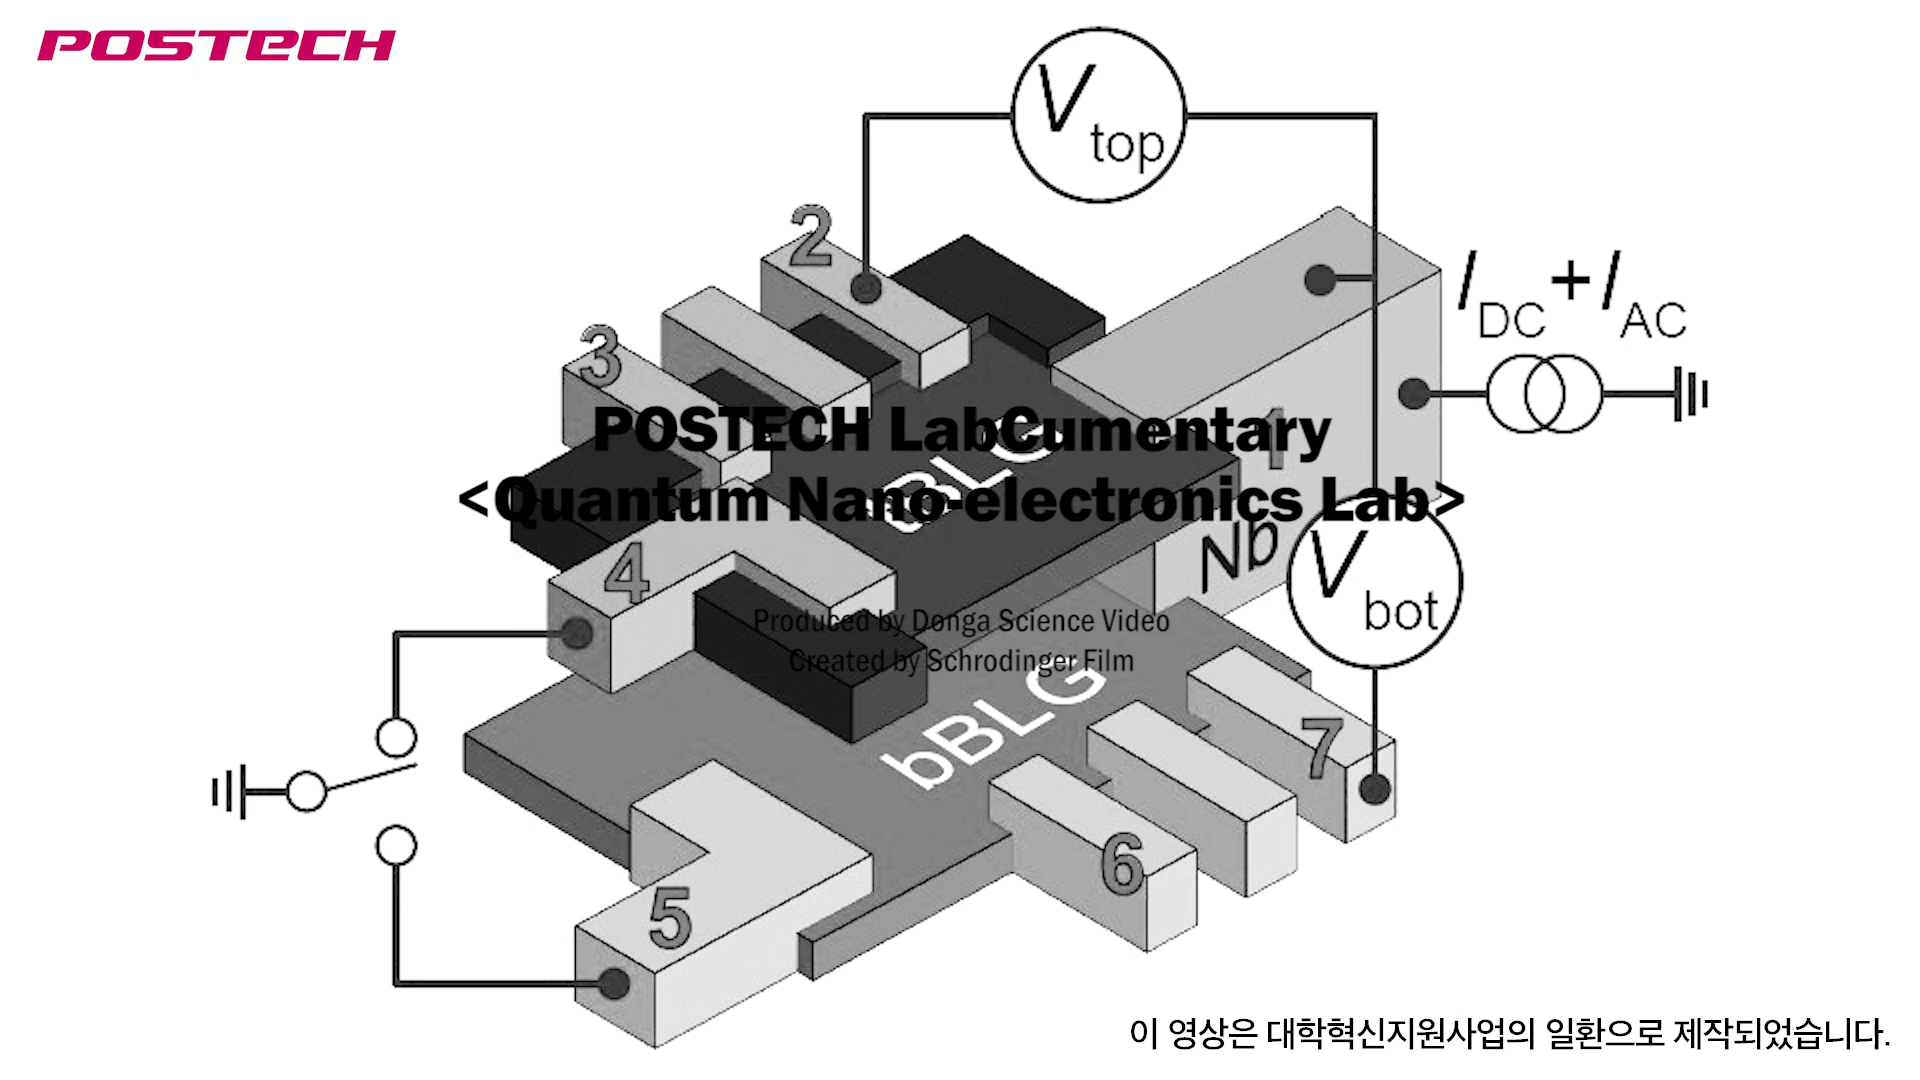 POSTECH
V top
I DC + I AC
2
3
1
POSTECH LabCumentary
<Quantum Nano-electronics Lab>
BLG
Nb
4
V bot
Produced by Donga Science Video
Created by Schrodinger Film
bBLG
7
6
5
이 영상은 대학혁신지원사업의 일환으로 제작되었습니다.